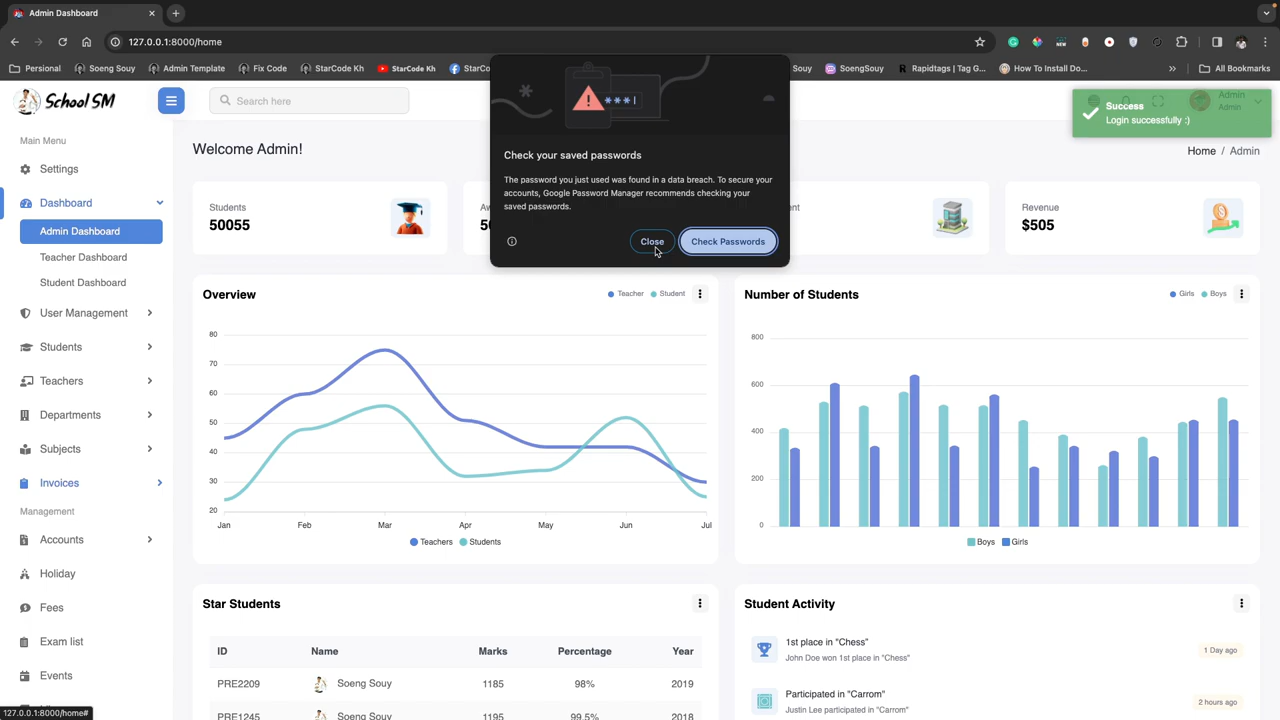 Admin Dashboard
127.0.0.1:8000/home
Personal
Soeng Souy
Admin Template
Fix Code
StarCode Kh
StarCode Kh
StarCod
Souy
SoengSouy
Rapidtags | Tag G...
How To Install Do...
All Bookmarks
School SM
Search here
Admin
Admin
Success
Login successfully :)
***|
Check your saved passwords
The password you just used was found in a data breach. To secure your
accounts, Google Password Manager recommends checking your
saved passwords.
Close
Check Passwords
Main Menu
Settings
Dashboard
Admin Dashboard
Teacher Dashboard
Student Dashboard
User Management
Students
Teachers
Departments
Subjects
Invoices
Management
Accounts
Holiday
Fees
Exam list
Events
127.0.0.1:8000/home#
Welcome Admin!
Home / Admin
Students
50055
Aw
50
nt
Revenue
$505
Overview
Teacher Student
80
70
60
50
40
30
20
Jan Feb Mar Apr May Jun Jul
Teachers Students
Number of Students
Girls Boys
800
600
400
200
0
Boys Girls
Star Students
ID Name Marks Percentage Year
PRE2209 Soeng Souy 1185 98% 2019
PRE1245 Soeng Souy 1195 99.5% 2018
Student Activity
1st place in "Chess"
John Doe won 1st place in "Chess"
1 Day ago
Participated in "Carrom"
Justin Lee participated in "Carrom"
2 hours ago